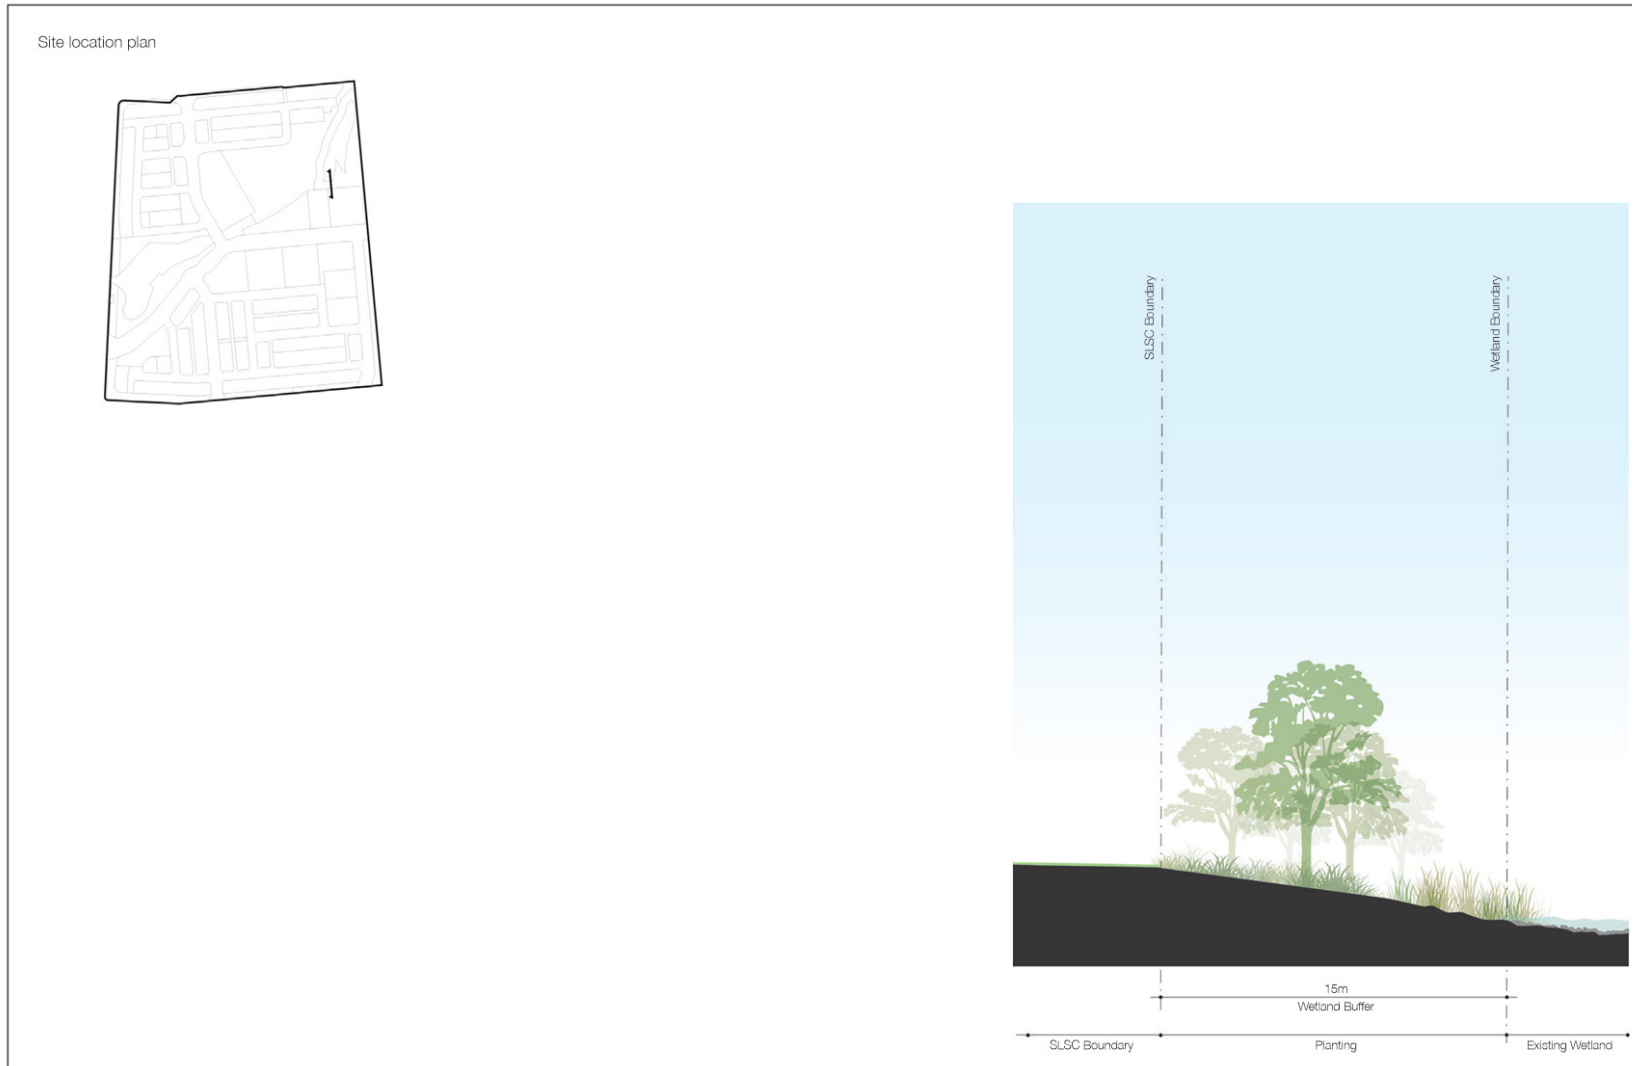 Site location plan
SLSC Boundary
Wetland Boundary
15m
Wetland Buffer
SLSC Boundary
Planting
Existing Wetland